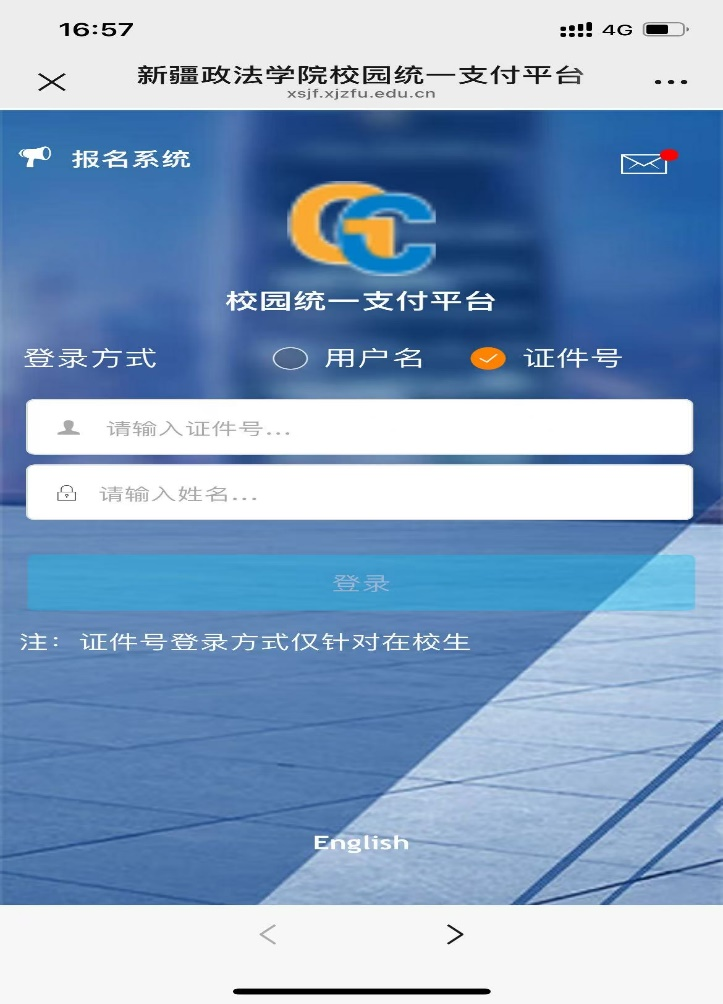 16:57
4G
新疆政法学院校园统一支付平台
xsjf.xjzfu.edu.cn
报名系统
校园统一支付平台
登录方式 用户名 证件号
请输入证件号...
请输入姓名...
登录
注： 证件号登录方式仅针对在校生
English